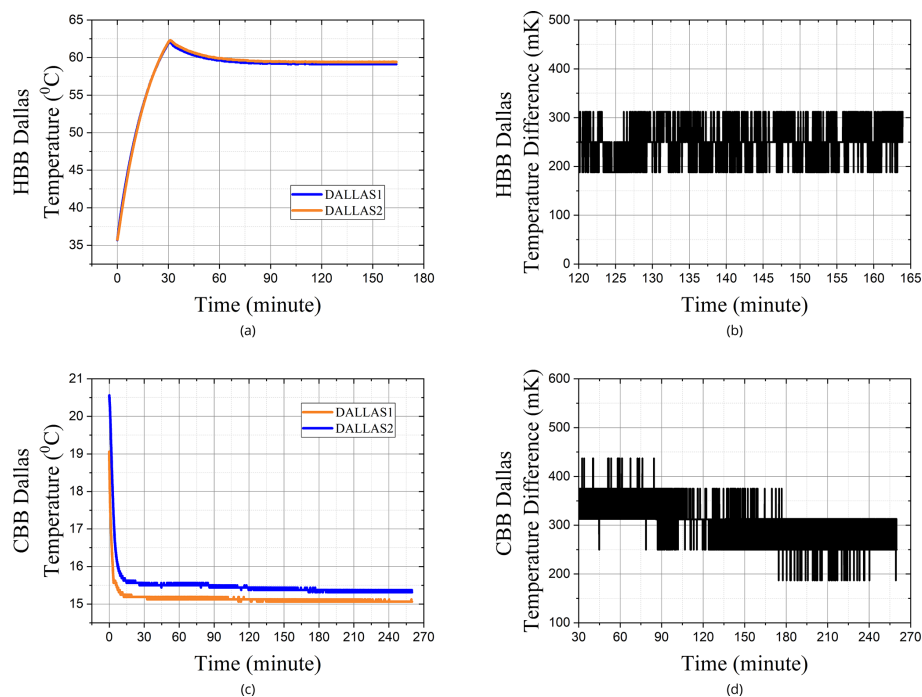 HBB Dallas
Temperature (⁰C)
65
60
55
50
45
40
35
DALLAS1
DALLAS2
0 30 60 90 120 150 180
Time (minute)
(a)
HBB Dallas
Temperature Difference (mK)
500
400
300
200
100
0
120 125 130 135 140 145 150 155 160 165
Time (minute)
(b)
CBB Dallas
Temperature (⁰C)
21
20
19
18
17
16
15
DALLAS1
DALLAS2
0 30 60 90 120 150 180 210 240 270
Time (minute)
(c)
CBB Dallas
Temperature Difference (mK)
600
500
400
300
200
100
30 60 90 120 150 180 210 240 270
Time (minute)
(d)